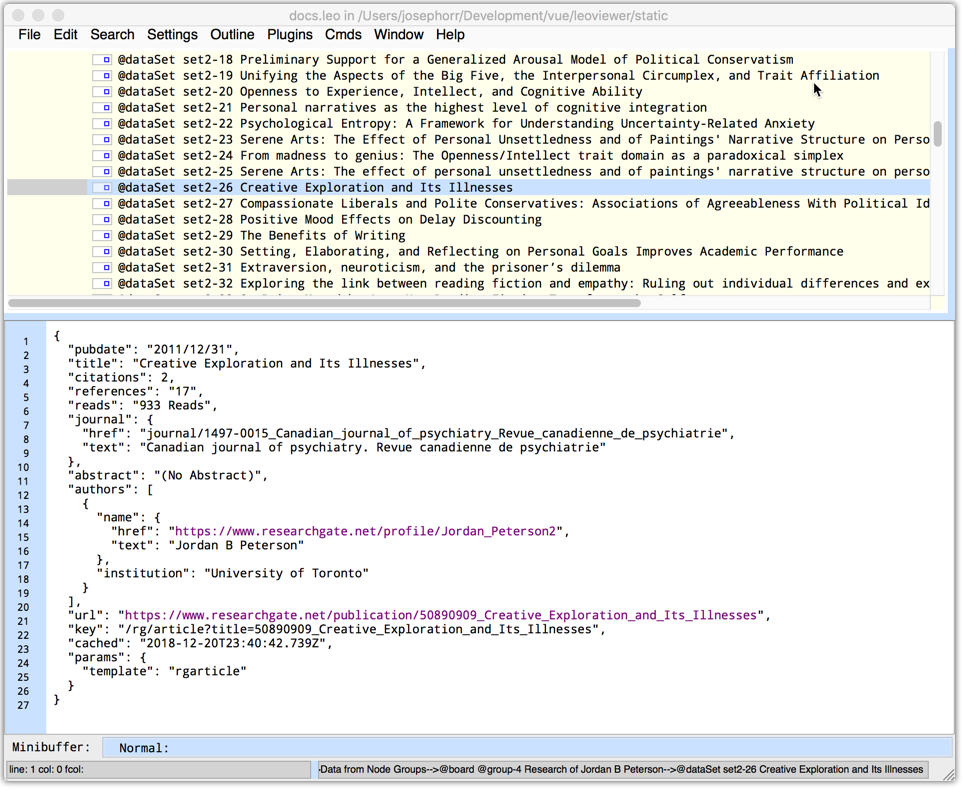 docs.leo in /Users/josephorr/Development/vue/leoviewer/static
File Edit Search Settings Outline Plugins Cmds Window Help
@dataSet set2-18 Preliminary Support for a Generalized Arousal Model of Political Conservatism
@dataSet set2-19 Unifying the Aspects of the Big Five, the Interpersonal Circumplex, and Trait Affiliation
@dataSet set2-20 Openness to Experience, Intellect, and Cognitive Ability
@dataSet set2-21 Personal narratives as the highest level of cognitive integration
@dataSet set2-22 Psychological Entropy: A Framework for Understanding Uncertainty-Related Anxiety
@dataSet set2-23 Serene Arts: The Effect of Personal Unsettledness and of Paintings' Narrative Structure on Perso
@dataSet set2-24 From madness to genius: The Openness/Intellect trait domain as a paradoxical simplex
@dataSet set2-25 Serene Arts: The effect of personal unsettledness and of paintings' narrative structure on perso
@dataSet set2-26 Creative Exploration and Its Illnesses
@dataSet set2-27 Compassionate Liberals and Polite Conservatives: Associations of Agreeableness With Political Id
@dataSet set2-28 Positive Mood Effects on Delay Discounting
@dataSet set2-29 The Benefits of Writing
@dataSet set2-30 Setting, Elaborating, and Reflecting on Personal Goals Improves Academic Performance
@dataSet set2-31 Extraversion, neuroticism, and the prisoner's dilemma
@dataSet set2-32 Exploring the link between reading fiction and empathy: Ruling out individual differences and ex
1 {
2 "pubdate": "2011/12/31",
3 "title": "Creative Exploration and Its Illnesses",
4 "citations": 2,
5 "references": "17",
6 "reads": "933 Reads",
7 "journal": {
8 "href": "journal/1497-0015_Canadian_journal_of_psychiatry_Revue_canadienne_de_psychiatrie",
9 "text": "Canadian journal of psychiatry. Revue canadienne de psychiatrie"
10 },
11 "abstract": "(No Abstract)",
12 "authors": [
13 {
14 "name": {
15 "href": "https://www.researchgate.net/profile/Jordan_Peterson2",
16 "text": "Jordan B Peterson"
17 },
18 "institution": "University of Toronto"
19 }
20 ],
21 "url": "https://www.researchgate.net/publication/50890909_Creative_Exploration_and_Its_Illnesses",
22 "key": "/rg/article?title=50890909_Creative_Exploration_and_Its_Illnesses",
23 "cached": "2018-12-20T23:40:42.739Z",
24 "params": {
25 "template": "rgarticle"
26 }
27 }
Minibuffer: Normal:
line: 1 col: 0 fcol:
-Data from Node Groups-->@board @group-4 Research of Jordan B Peterson-->@dataSet set2-26 Creative Exploration and Its Illnesses